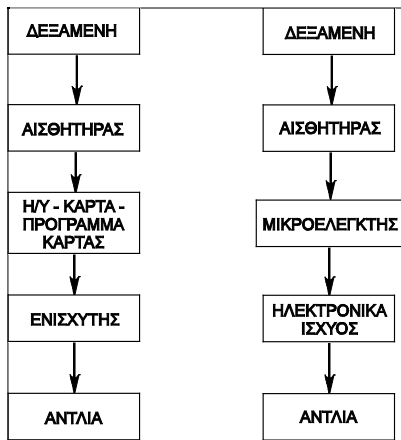 ΔΕΞΑΜΕΝΗ
ΑΙΣΘΗΤΗΡΑΣ
Η/Υ - ΚΑΡΤΑ -
ΠΡΟΓΡΑΜΜΑ
ΚΑΡΤΑΣ
ΕΝΙΣΧΥΤΗΣ
ΑΝΤΛΙΑ
ΔΕΞΑΜΕΝΗ
ΑΙΣΘΗΤΗΡΑΣ
ΜΙΚΡΟΕΛΕΓΚΤΗΣ
ΗΛΕΚΤΡΟΝΙΚΑ
ΙΣΧΥΟΣ
ΑΝΤΛΙΑ